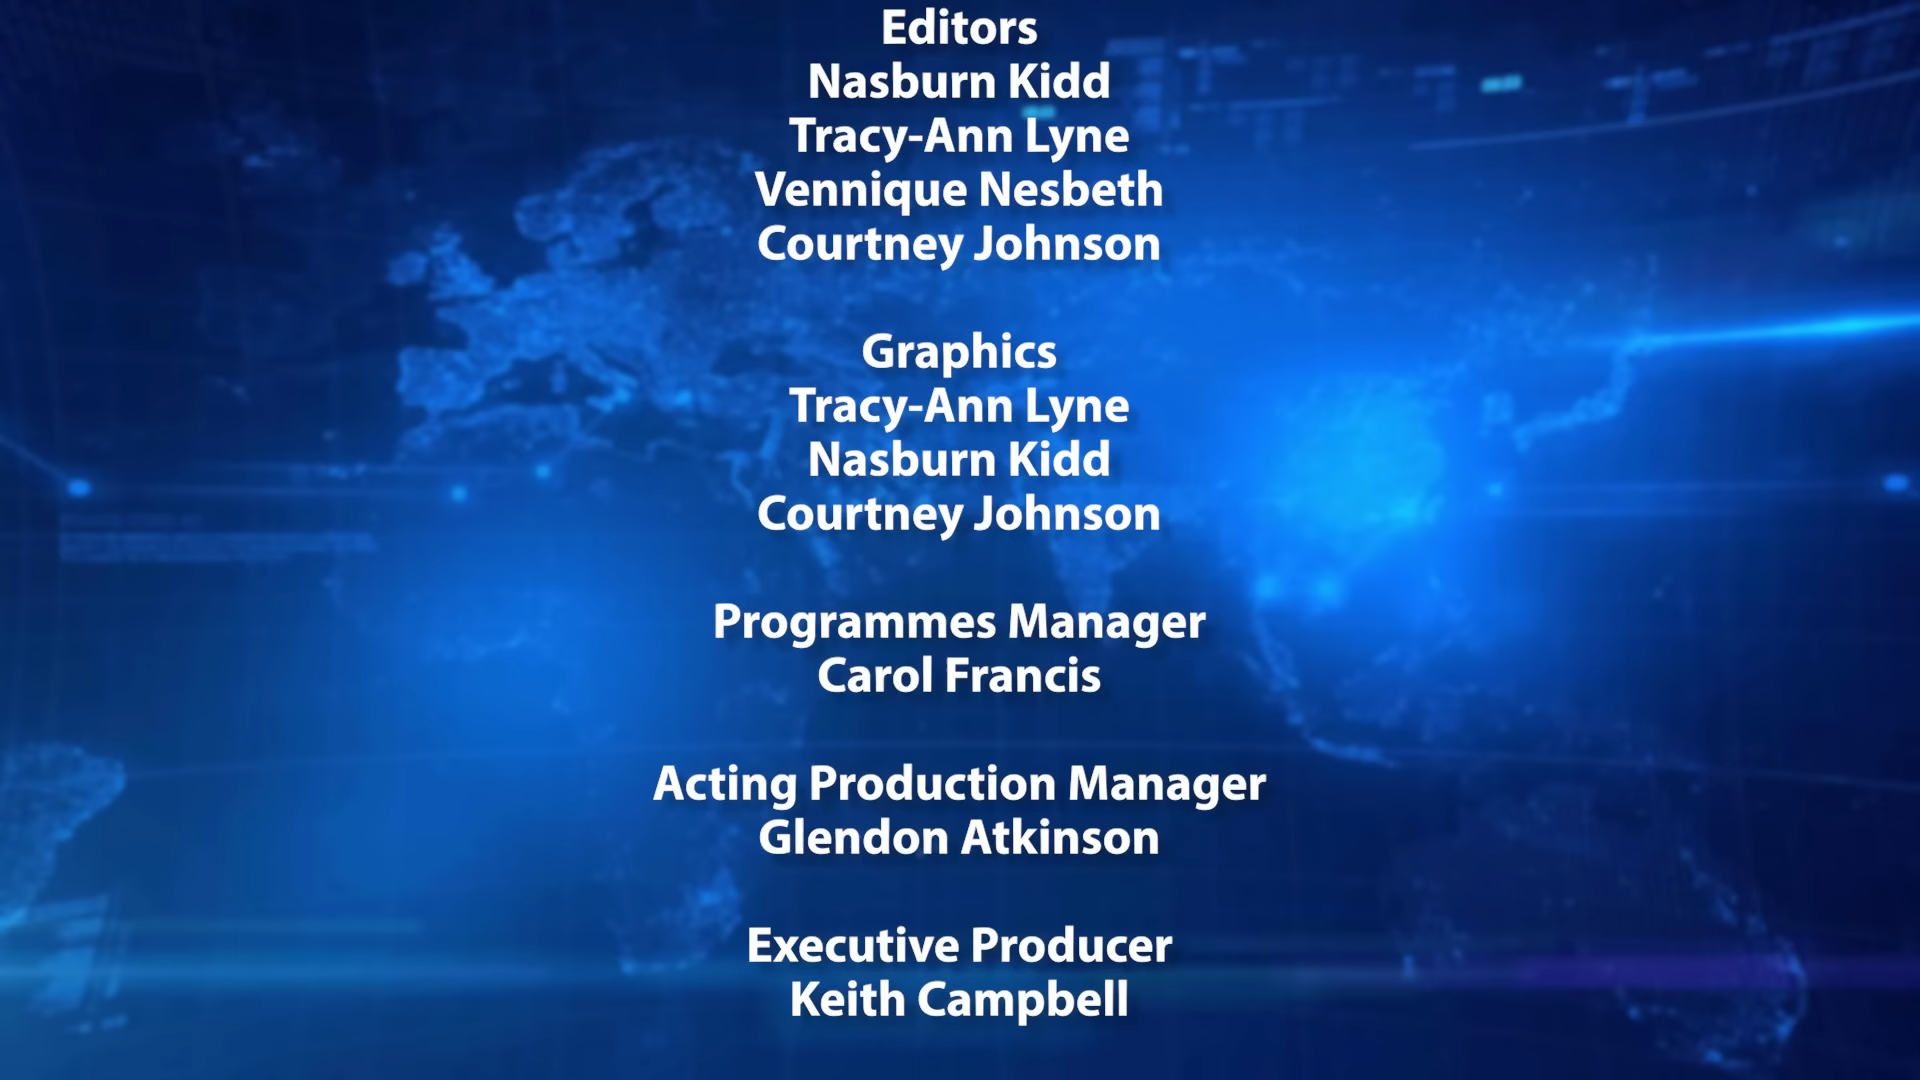 Editors
Nasburn Kidd
Tracy-Ann Lyne
Vennique Nesbeth
Courtney Johnson
Graphics
Tracy-Ann Lyne
Nasburn Kidd
Courtney Johnson
Programmes Manager
Carol Francis
Acting Production Manager
Glendon Atkinson
Executive Producer
Keith Campbell